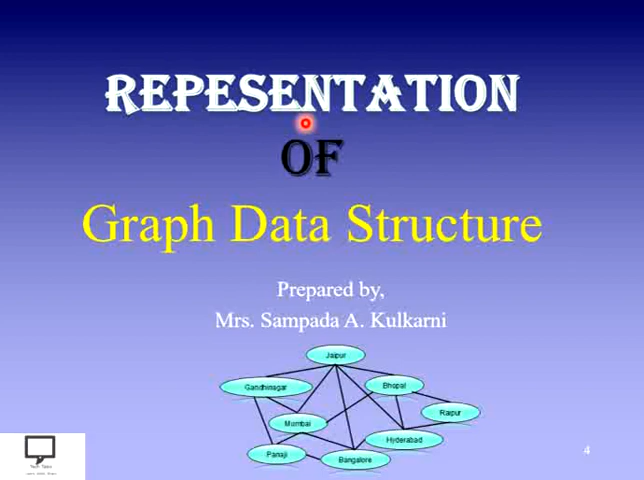 REPESENTATION
OF
Graph Data Structure
Prepared by,
Mrs. Sampada A. Kulkarni
Jaipur
Gandhinagar
Bhopal
Raipur
Mumbai
Hyderabad
Panaji
Bangalore
4